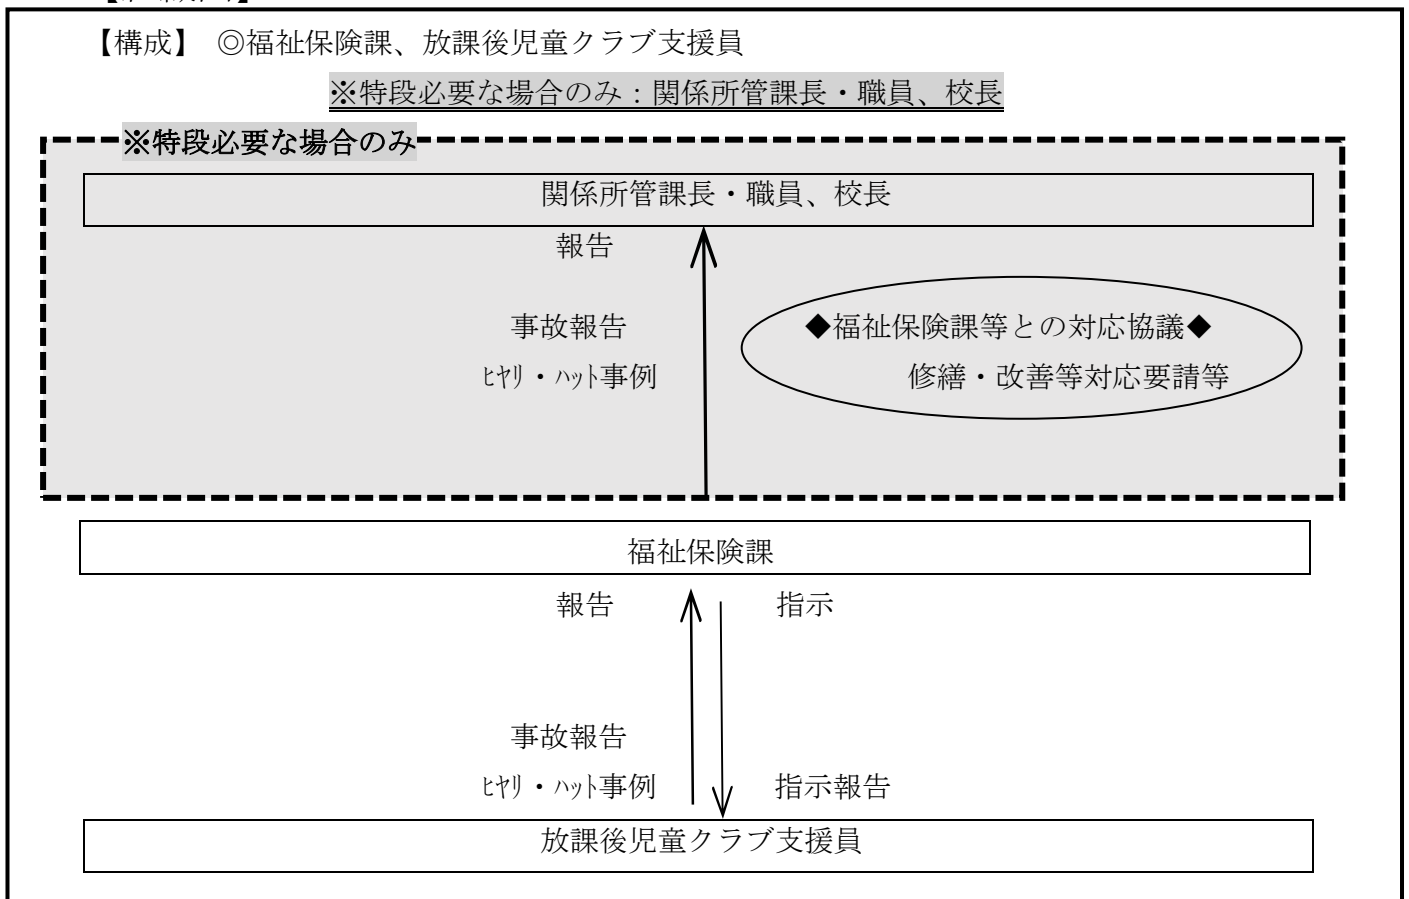 【構成】 ◎福祉保険課、放課後児童クラブ支援員
※特段必要な場合のみ：関係所管課長・職員、校長
※特段必要な場合のみ
関係所管課長・職員、校長
報告
事故報告
ﾋﾔﾘ・ﾊｯﾄ事例
◆福祉保険課等との対応協議◆
修繕・改善等対応要請等
福祉保険課
報告 指示
事故報告
ﾋﾔﾘ・ﾊｯﾄ事例 指示報告
放課後児童クラブ支援員